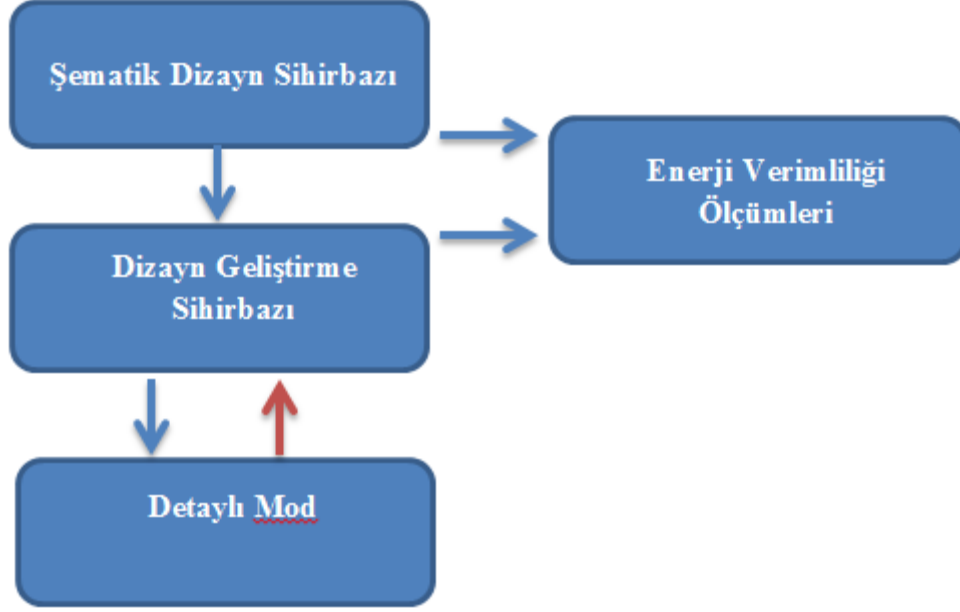 Şematik Dizayn Sihirbazı
Enerji Verimliliği
Ölçümleri
Dizayn Geliştirme
Sihirbazı
Detaylı Mod